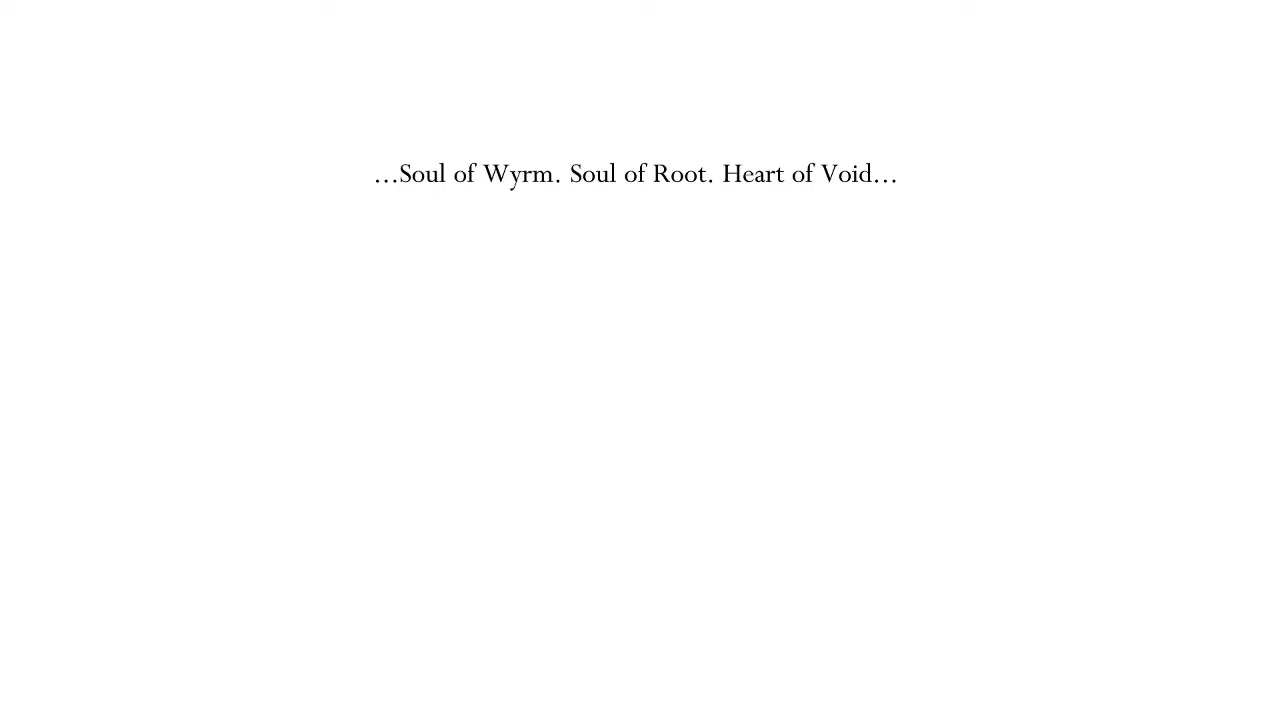 …Soul of Wyrm. Soul of Root. Heart of Void…